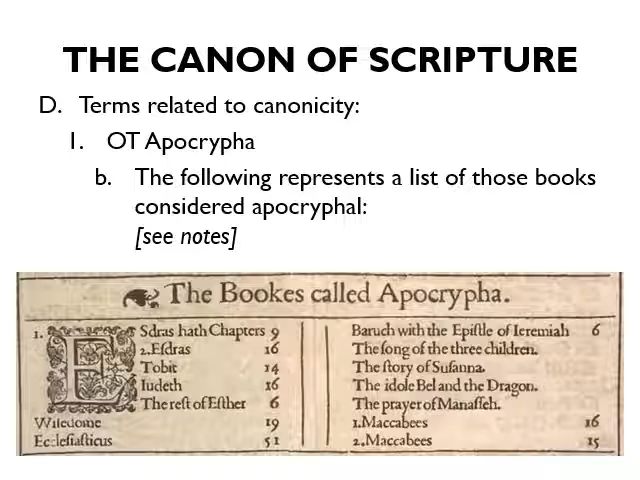 THE CANON OF SCRIPTURE
D. Terms related to canonicity:
1. OT Apocrypha
b. The following represents a list of those books
considered apocryphal:
[see notes]
The Bookes called Apocrypha.
1. Esdras hath Chapters 9
2.Esdras 16
Tobit 14
Iudeth 16
The rest of Esther 6
Wisedome 19
Ecclesiasticus 51
Baruch with the Epistle of Ieremiah 6
The song of the three children.
The story of Susanna.
The idole Bel and the Dragon.
The prayer of Manasseh.
1.Maccabees 16
2.Maccabees 15